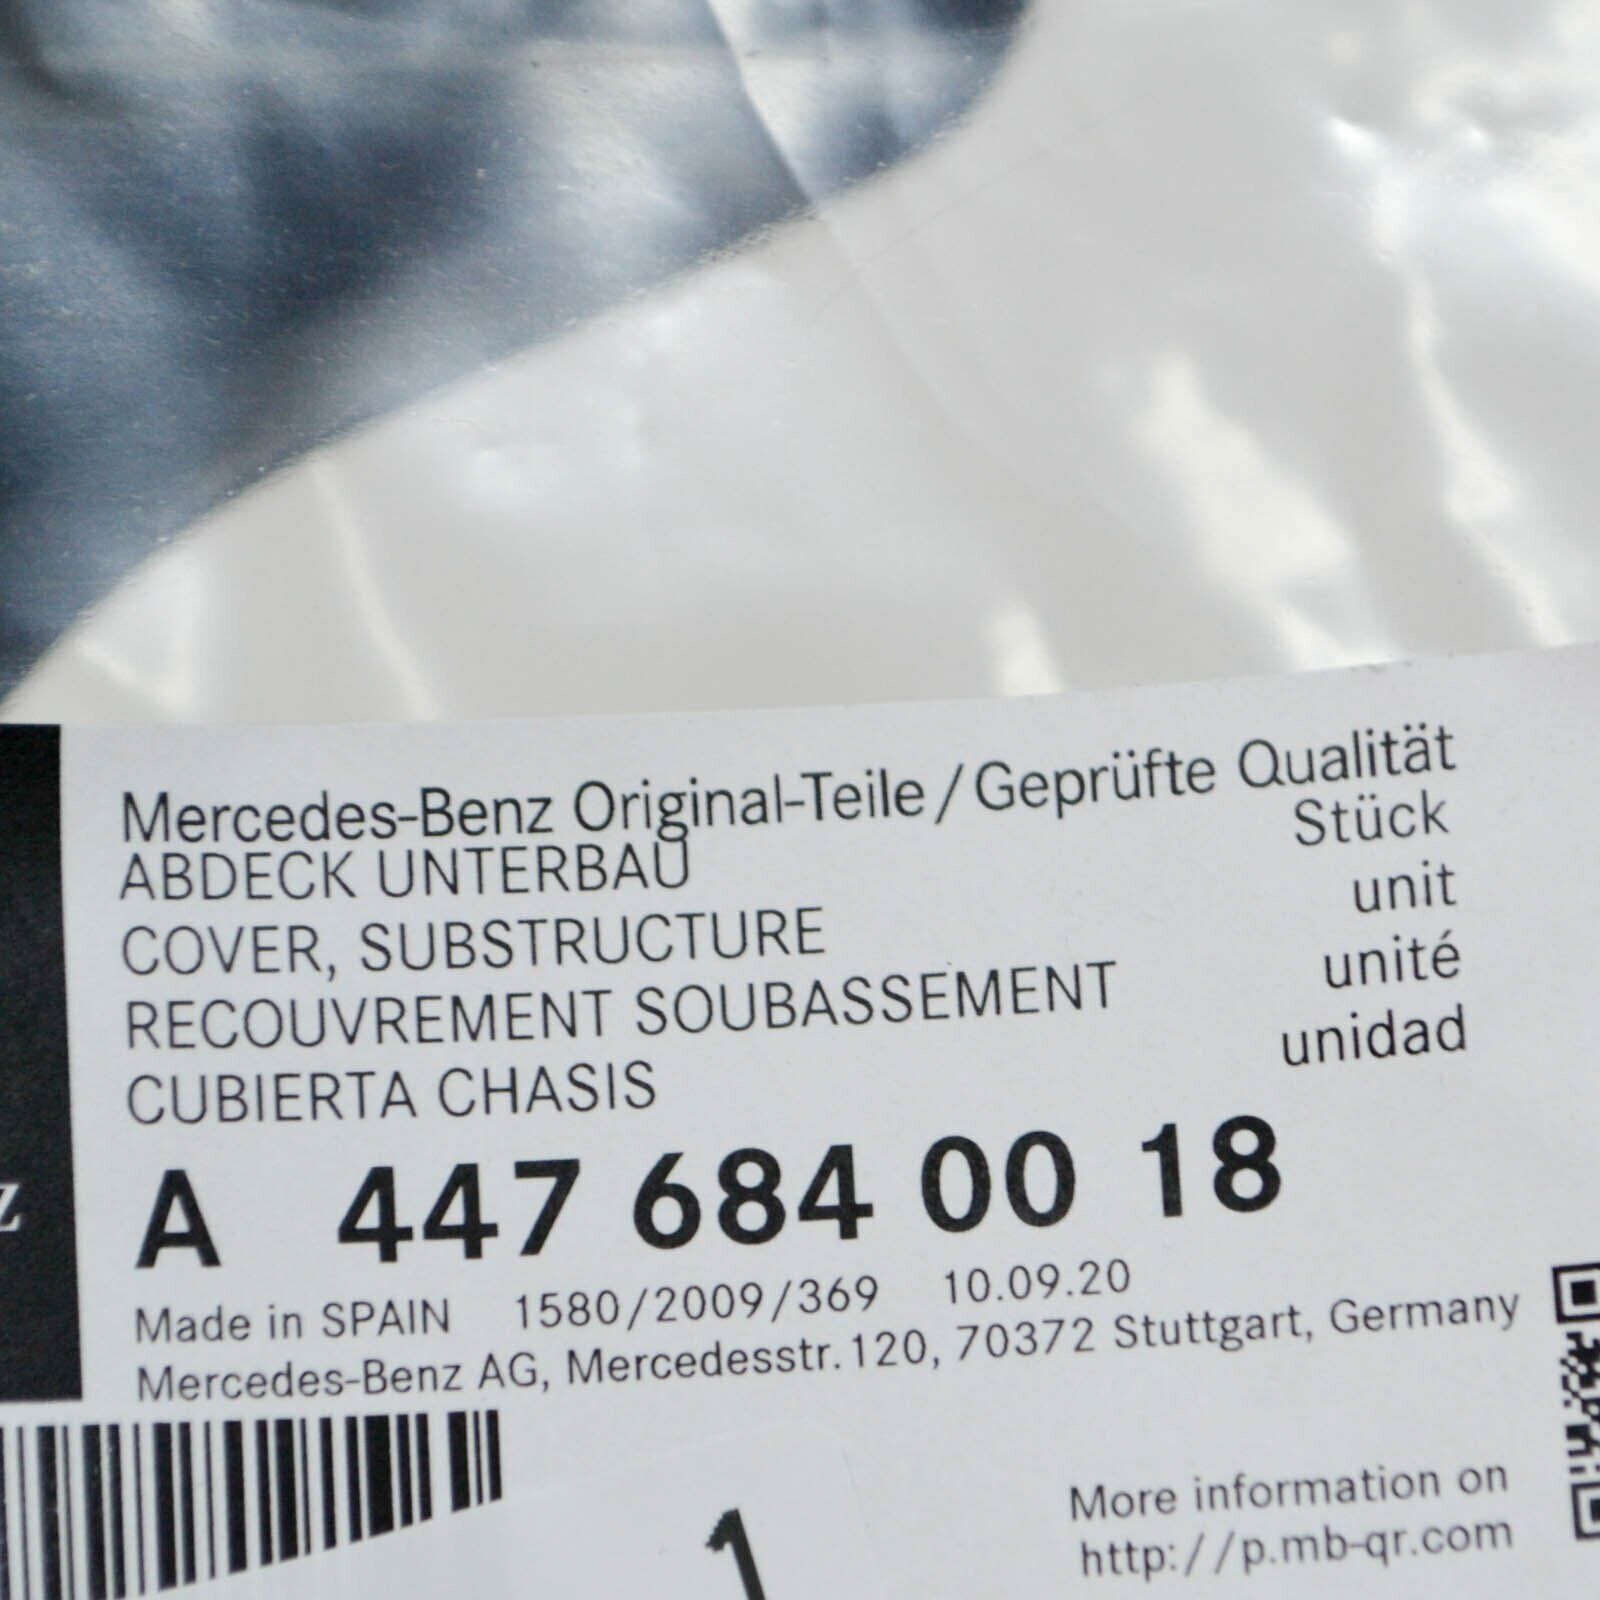 Mercedes-Benz Original-Teile/Geprüfte Qualität
ABDECK UNTERBAU Stück
COVER, SUBSTRUCTURE unit
RECOUVREMENT SOUBASSEMENT unité
CUBIERTA CHASIS unidad
A 447 684 00 18
Made in SPAIN 1580/2009/369 10.09.20
Mercedes-Benz AG, Mercedesstr.120, 70372 Stuttgart, Germany
1
More information on
http://p.mb-qr.com